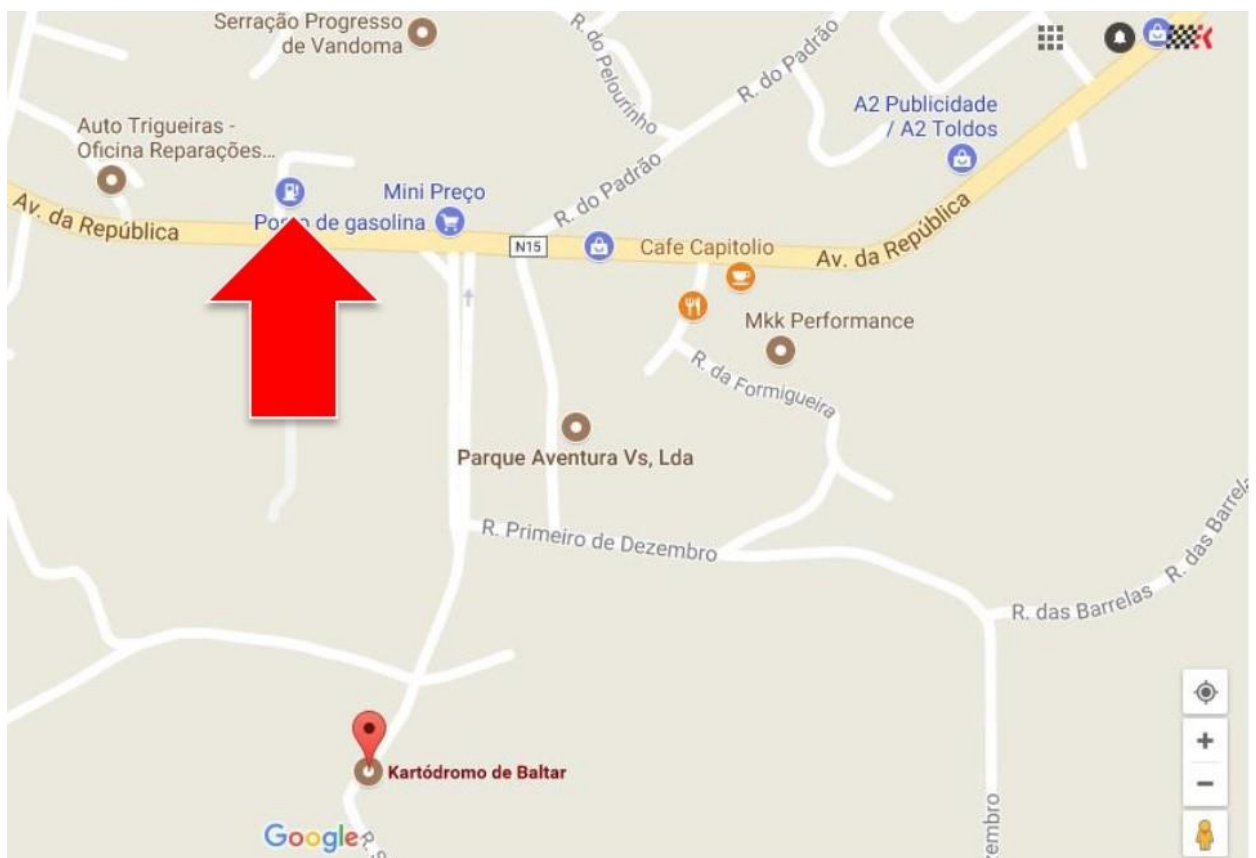 Serração Progresso
de Vandoma
R. do Pelourinho
R. do Padrão
A2 Publicidade
/ A2 Toldos
Auto Trigueiras -
Oficina Reparações...
Mini Preço
R. do Padrão
Av. da República
de gasolina
N15
Cafe Capitolio
Av. da República
Mkk Performance
R. da Formigueira
Parque Aventura Vs, Lda
R. Primeiro de Dezembro
R. das Barrelas
R. das Barrelas
Kartódromo de Baltar
Google